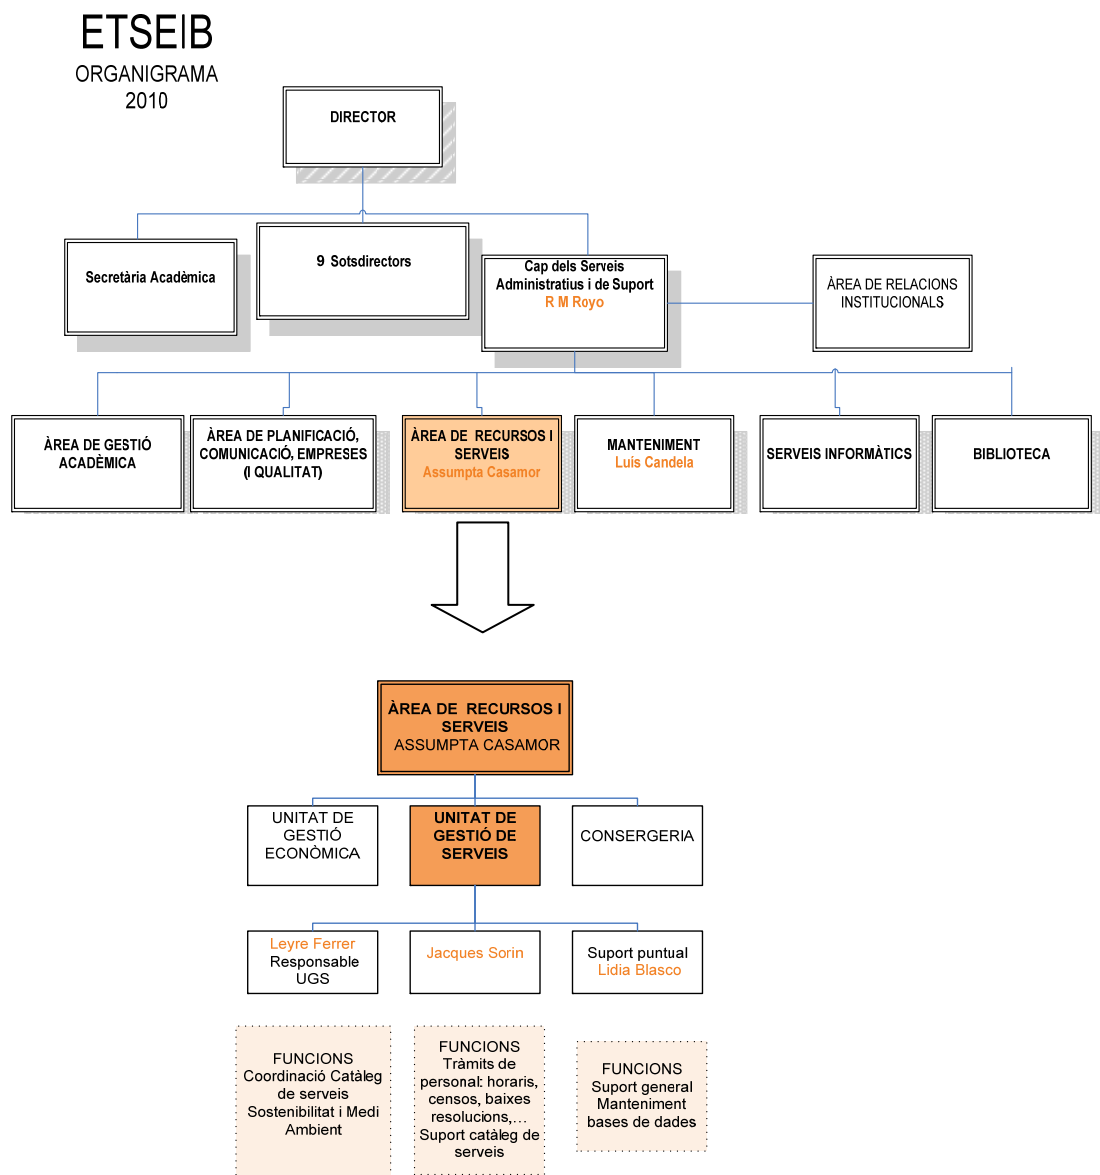 ETSEIB
ORGANIGRAMA
2010
DIRECTOR
Secretària Acadèmica
9 Sotsdirectors
Cap dels Serveis
Administratius i de Suport
R M Royo
ÀREA DE RELACIONS
INSTITUCIONALS
ÀREA DE GESTIÓ
ACADÈMICA
ÀREA DE PLANIFICACIÓ,
COMUNICACIÓ, EMPRESES
(I QUALITAT)
ÀREA DE RECURSOS I
SERVEIS
Assumpta Casamor
MANTENIMENT
Luís Candela
SERVEIS INFORMÀTICS
BIBLIOTECA
ÀREA DE RECURSOS I
SERVEIS
ASSUMPTA CASAMOR
UNITAT DE
GESTIÓ
ECONÒMICA
UNITAT DE
GESTIÓ DE
SERVEIS
CONSERGERIA
Leyre Ferrer
Responsable
UGS
Jacques Sorin
Suport puntual
Lidia Blasco
FUNCIONS
Coordinació Catàleg
de serveis
Sostenibilitat i Medi
Ambient
FUNCIONS
Tràmits de
personal: horaris,
censos, baixes
resolucions,...
Suport catàleg de
serveis
FUNCIONS
Suport general
Manteniment
bases de dades